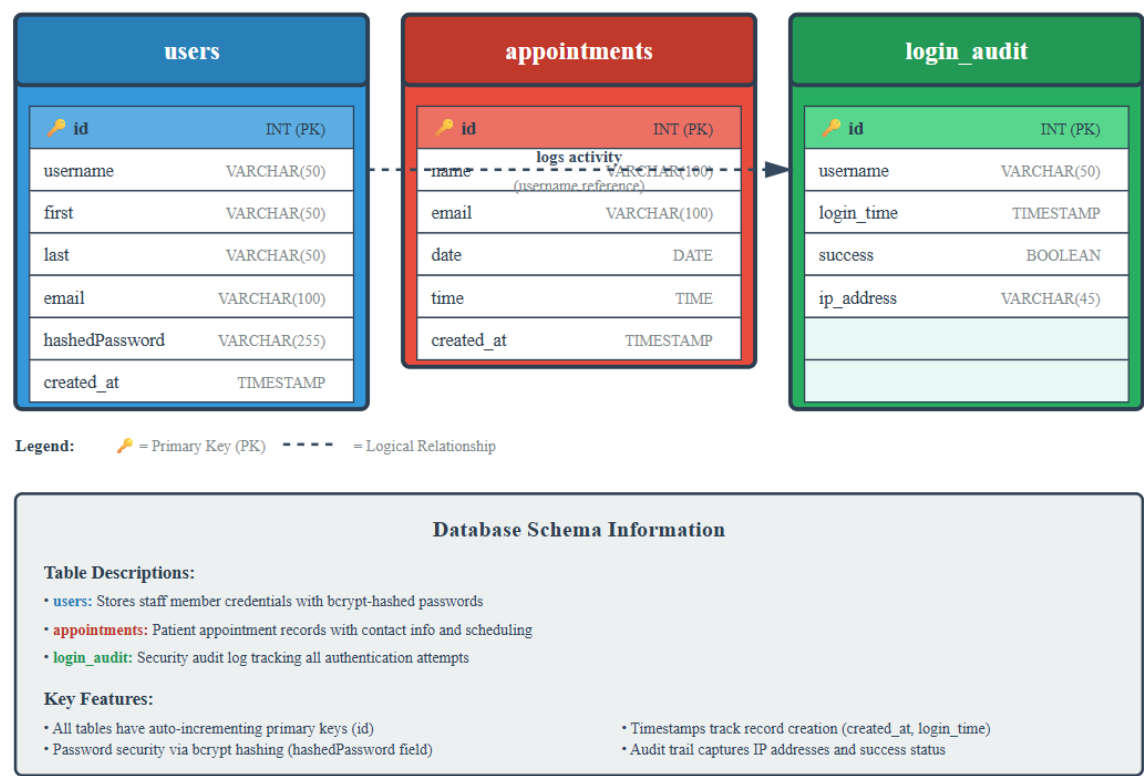 users
🔑 id INT (PK)
username VARCHAR(50)
first VARCHAR(50)
last VARCHAR(50)
email VARCHAR(100)
hashedPassword VARCHAR(255)
created_at TIMESTAMP
appointments
🔑 id INT (PK)
logs activity
name VARCHAR(100)
(username reference)
email VARCHAR(100)
date DATE
time TIME
created_at TIMESTAMP
login_audit
🔑 id INT (PK)
username VARCHAR(50)
login_time TIMESTAMP
success BOOLEAN
ip_address VARCHAR(45)
Legend: 🔑 = Primary Key (PK) = Logical Relationship
Database Schema Information
Table Descriptions:
• users: Stores staff member credentials with bcrypt-hashed passwords
• appointments: Patient appointment records with contact info and scheduling
• login_audit: Security audit log tracking all authentication attempts
Key Features:
• All tables have auto-incrementing primary keys (id)
• Password security via bcrypt hashing (hashedPassword field)
• Timestamps track record creation (created_at, login_time)
• Audit trail captures IP addresses and success status